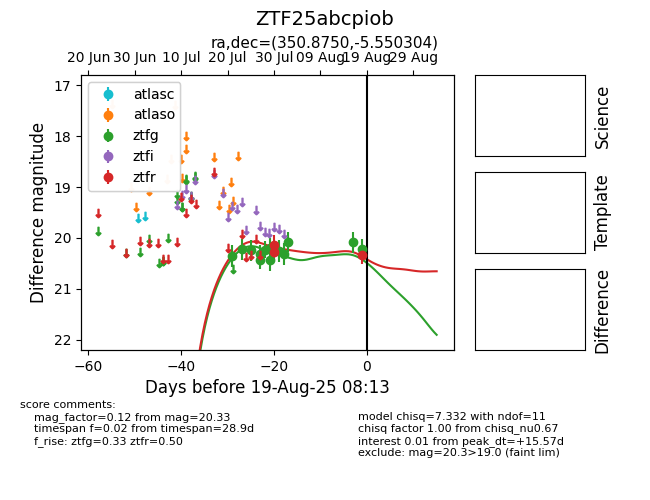 ZTF25abcpiob
ra,dec=(350.8750,-5.550304)
20 Jun 30 Jun 10 Jul 20 Jul 30 Jul 09 Aug 19 Aug 29 Aug
17
18
19
20
21
22
Difference magnitude
atlasc
atlaso
ztfg
ztfi
ztfr
−60 −40 −20 0
Days before 19-Aug-25 08:13
Science
Template
Difference
score comments:
mag_factor=0.12 from mag=20.33
timespan f=0.02 from timespan=28.9d
f_rise: ztfg=0.33 ztfr=0.50
model chisq=7.332 with ndof=11
chisq factor 1.00 from chisq_nu0.67
interest 0.01 from peak_dt=+15.57d
exclude: mag=20.3>19.0 (faint lim)